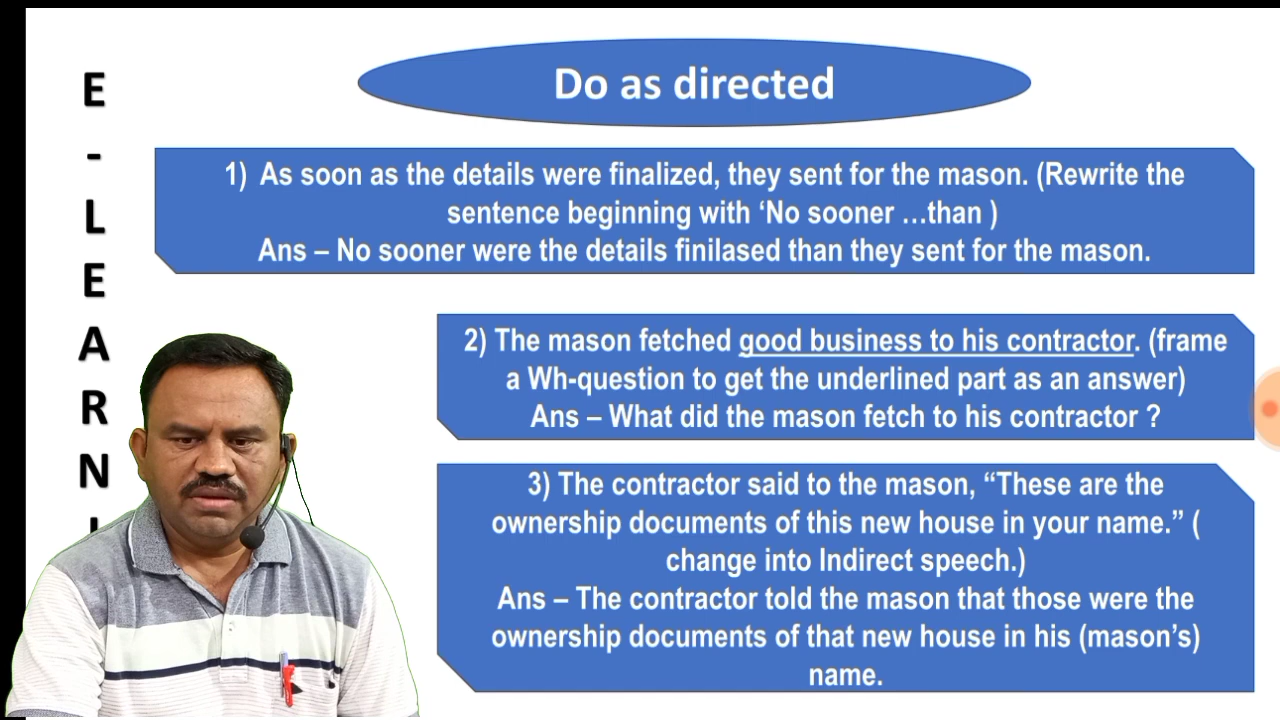 Do as directed
E
-
L
E
A
R
N
1) As soon as the details were finalized, they sent for the mason. (Rewrite the
sentence beginning with ‘No sooner …than )
Ans – No sooner were the details finilased than they sent for the mason.
2) The mason fetched good business to his contractor. (frame
a Wh-question to get the underlined part as an answer)
Ans – What did the mason fetch to his contractor ?
3) The contractor said to the mason, “These are the
ownership documents of this new house in your name.” (
change into Indirect speech.)
Ans – The contractor told the mason that those were the
ownership documents of that new house in his (mason’s)
name.